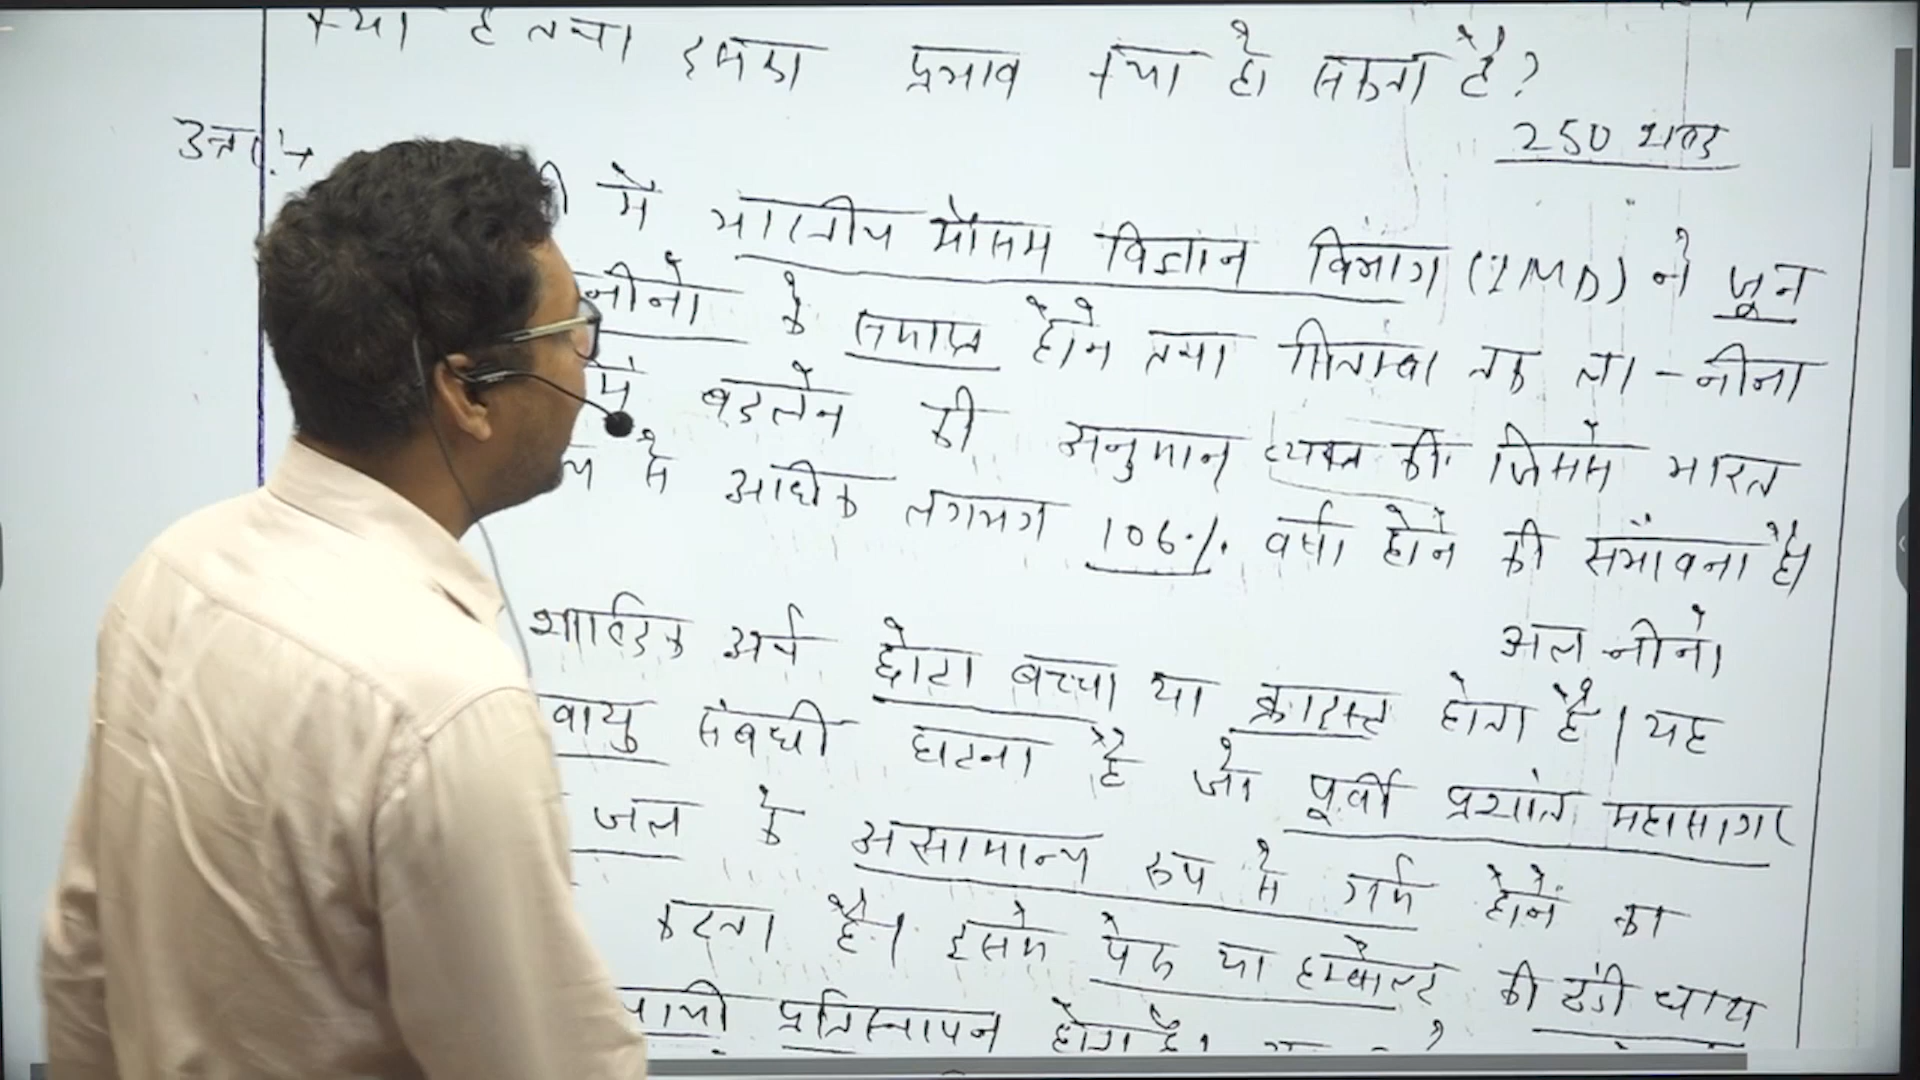 क्या है तथा इसका प्रभाव क्या हो सकता है?
250 शब्द
उत्तर:→
में भारतीय मौसम विज्ञान विभाग (IMD) ने जून
नीनो के समाप्त होने तथा सितम्बर तक ला-नीना
में बदलने की अनुमान व्यक्त की जिससे भारत
से अधिक लगभग 106% वर्षा होने की संभावना है।
अल-नीनो
शाब्दिक अर्थ छोटा बच्चा या क्राइस्ट होता है। यह
वायु संबंधी घटना है जो पूर्वी प्रशांत महासागर
जल के असामान्य रूप से गर्म होने का
है। इसमें पेरू या हम्बोल्ट की ठंडी धारा
प्रतिस्थापन होता है।